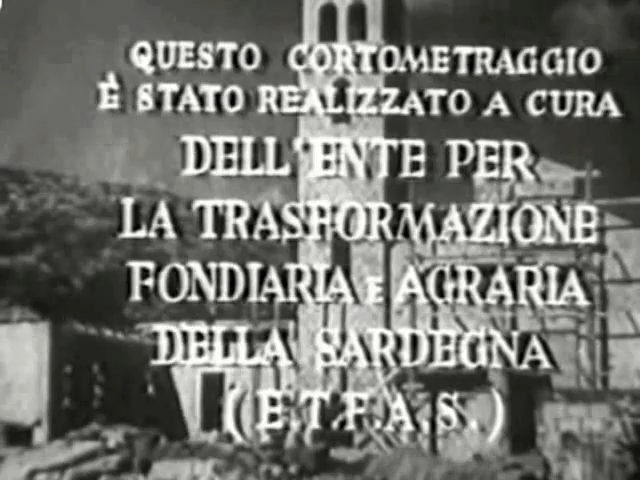 QUESTO CORTOMETRAGGIO
È STATO REALIZZATO A CURA
DELL'ENTE PER
LA TRASFORMAZIONE
FONDIARIA E AGRARIA
DELLA SARDEGNA
(E.T.F.A.S.)